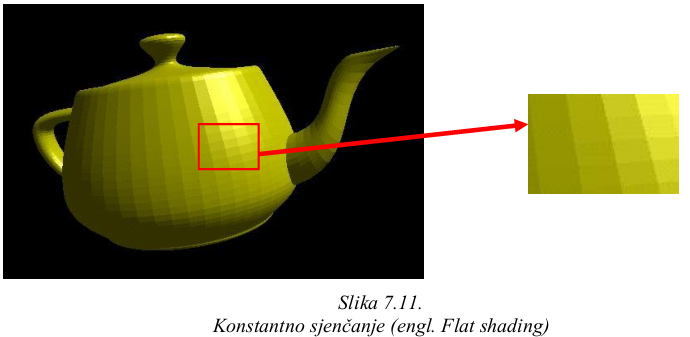 Slika 7.11.
Konstantno sjenčanje (engl. Flat shading)